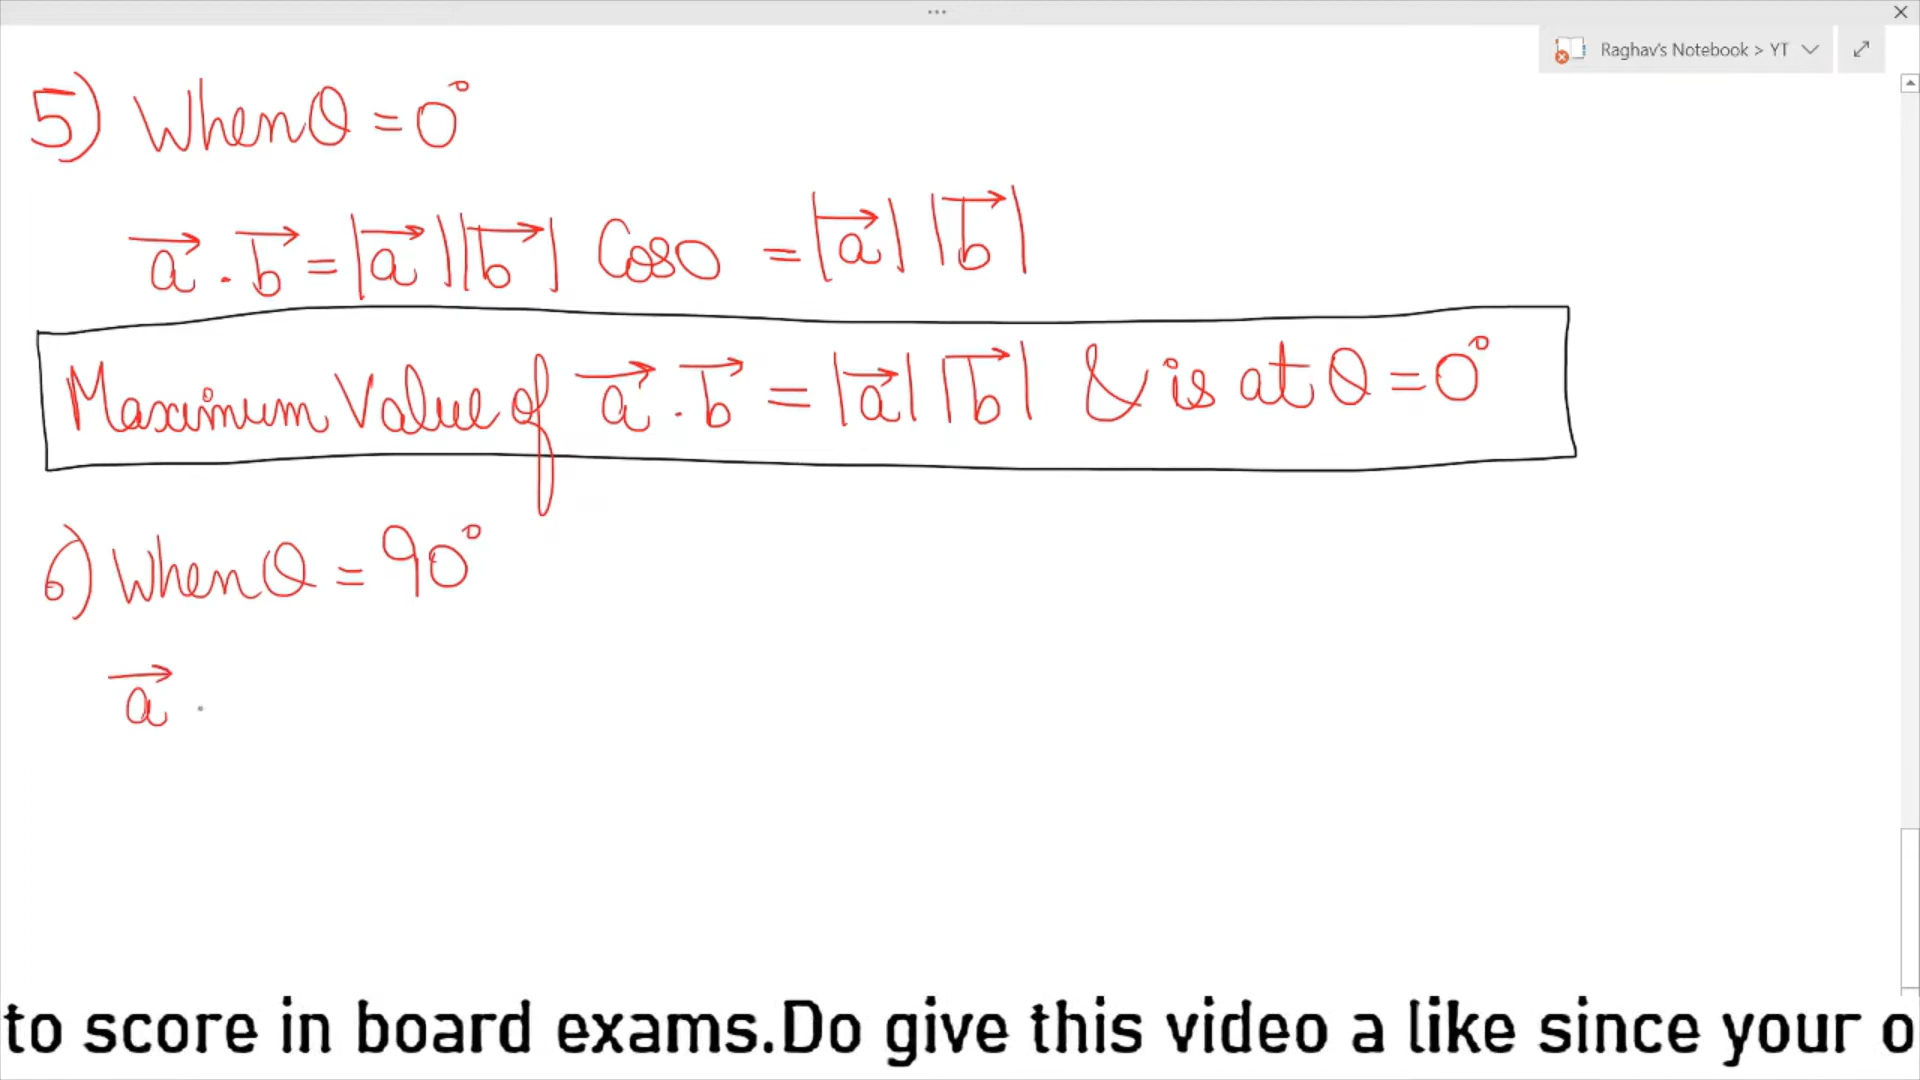 ...
Raghav's Notebook > YT
5) When θ = 0°
a⃗ . b⃗ = |a⃗| |b⃗| Cos0 = |a⃗| |b⃗|
Maximum Value of a⃗ . b⃗ = |a⃗| |b⃗| & is at θ = 0°
6) When θ = 90°
a⃗ .
to score in board exams.Do give this video a like since your o